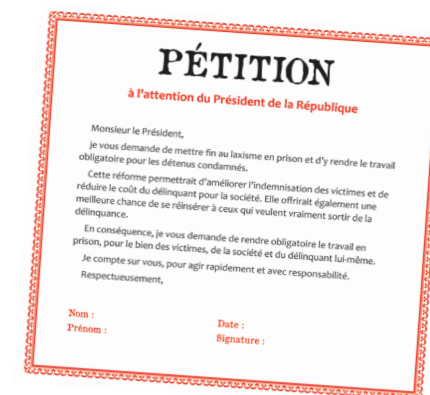 PÉTITION
à l'attention du Président de la République
Monsieur le Président,
je vous demande de mettre fin au laxisme en prison et d'y rendre le travail
obligatoire pour les détenus condamnés.
Cette réforme permettrait d'améliorer l'indemnisation des victimes et de
réduire le coût du délinquant pour la société. Elle offrirait également une
meilleure chance de se réinsérer à ceux qui veulent vraiment sortir de la
délinquance.
En conséquence, je vous demande de rendre obligatoire le travail en
prison, pour le bien des victimes, de la société et du délinquant lui-même.
Je compte sur vous, pour agir rapidement et avec responsabilité.
Respectueusement,
Nom :
Prénom :
Date :
Signature :